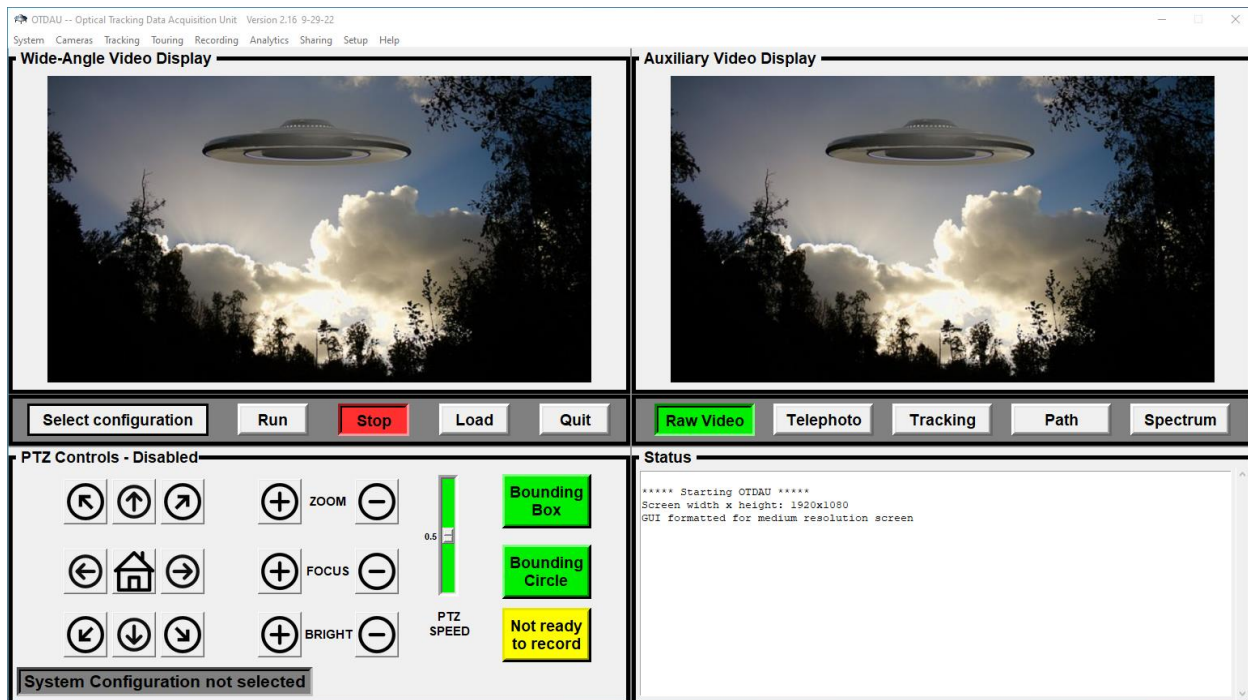 OTDAU -- Optical Tracking Data Acquisition Unit Version 2.16 9-29-22
System Cameras Tracking Touring Recording Analytics Sharing Setup Help
Wide-Angle Video Display
Auxiliary Video Display
Select configuration
Run
Stop
Load
Quit
Raw Video
Telephoto
Tracking
Path
Spectrum
PTZ Controls - Disabled
ZOOM
FOCUS
BRIGHT
0.5
PTZ
SPEED
Bounding
Box
Bounding
Circle
Not ready
to record
System Configuration not selected
Status
***** Starting OTDAU *****
Screen width x height: 1920x1080
GUI formatted for medium resolution screen